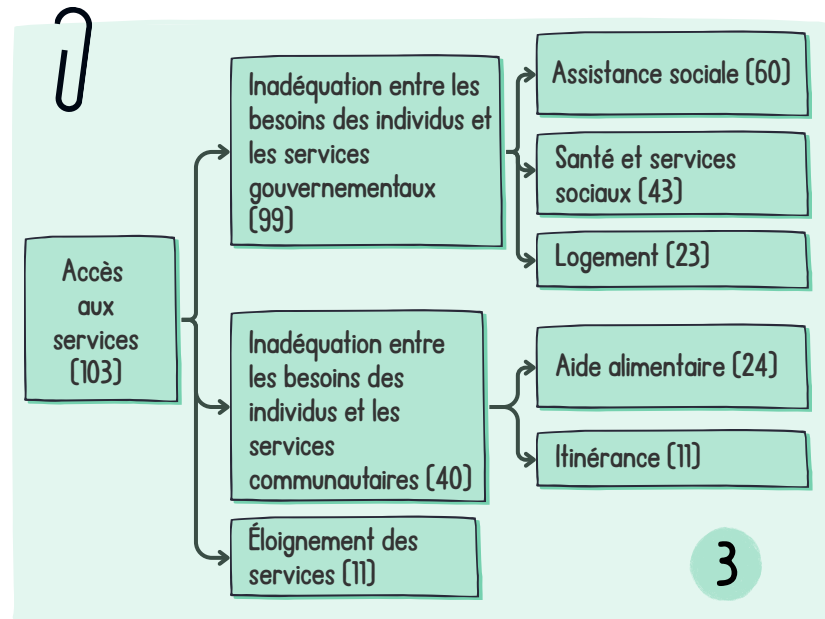 Accès
aux
services
(103)
Inadéquation entre les
besoins des individus et
les services
gouvernementaux
(99)
Assistance sociale (60)
Santé et services
sociaux (43)
Logement (23)
Inadéquation entre
les besoins des
individus et les
services
communautaires (40)
Aide alimentaire (24)
Itinérance (11)
Éloignement des
services (11)
3